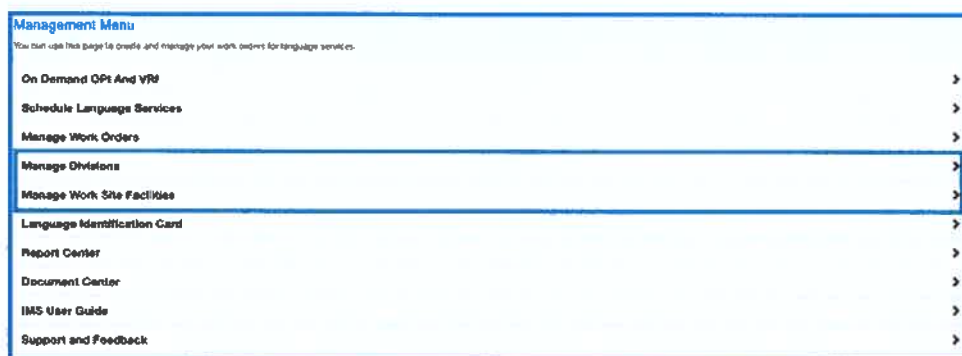 Management Menu
You can use this page to create and manage your work orders for language services.
On Demand OPI And VRI
Schedule Language Services
Manage Work Orders
Manage Divisions
Manage Work Site Facilities
Language Identification Card
Report Center
Document Center
IMS User Guide
Support and Feedback